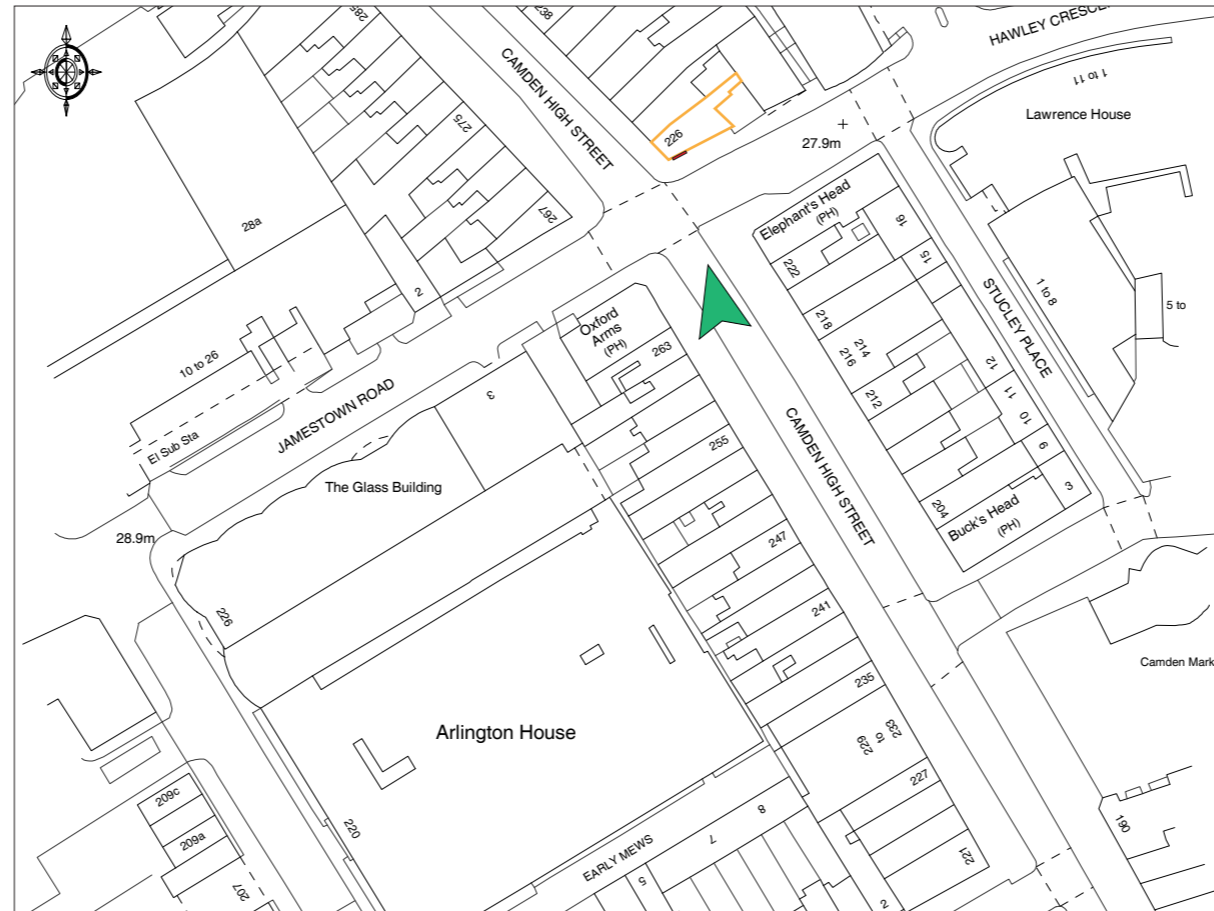 285
238
HAWLEY CRESCE
CAMDEN HIGH STREET
1 to 11
Lawrence House
275
226
27.9m
28a
267
Elephant's Head
(PH)
16
222
15
2
STUCLEY PLACE
1 to 8
5 to
Oxford
Arms
(PH)
263
218
214
216
10 to 26
12
212
11
10
JAMESTOWN ROAD
3
CAMDEN HIGH STREET
El Sub Sta
255
9
The Glass Building
204
Buck's Head
(PH)
3
28.9m
247
226
241
Camden Mark
235
Arlington House
233
to
229
227
209c
8
220
7
190
209a
EARLY MEWS
221
5
207
2